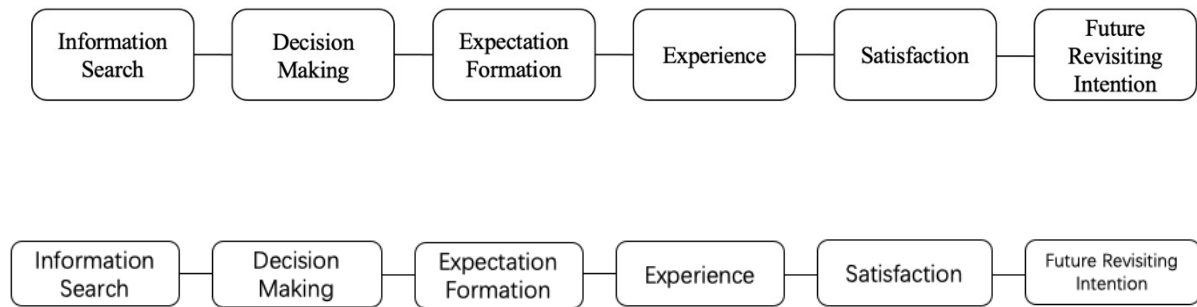 Information
Search
Decision
Making
Expectation
Formation
Experience
Satisfaction
Future
Revisiting
Intention
Information
Search
Decision
Making
Expectation
Formation
Experience
Satisfaction
Future Revisiting
Intention